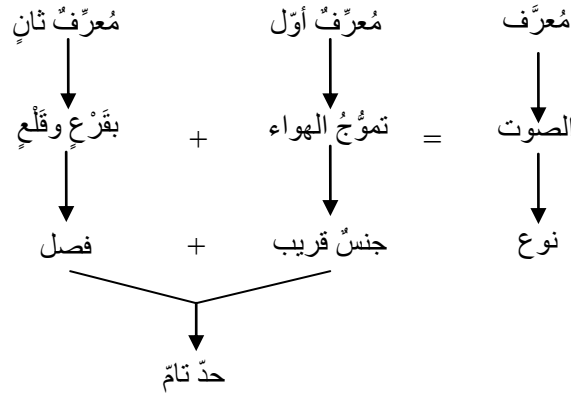 مُعرَّف مُعرِّفٌ أوّل مُعرِّفٌ ثانٍ
الصوت = تموُّجُ الهواء + بقَرْعٍ وقَلْعٍ
نوع جنسٌ قريب + فصل
حدّ تامّ